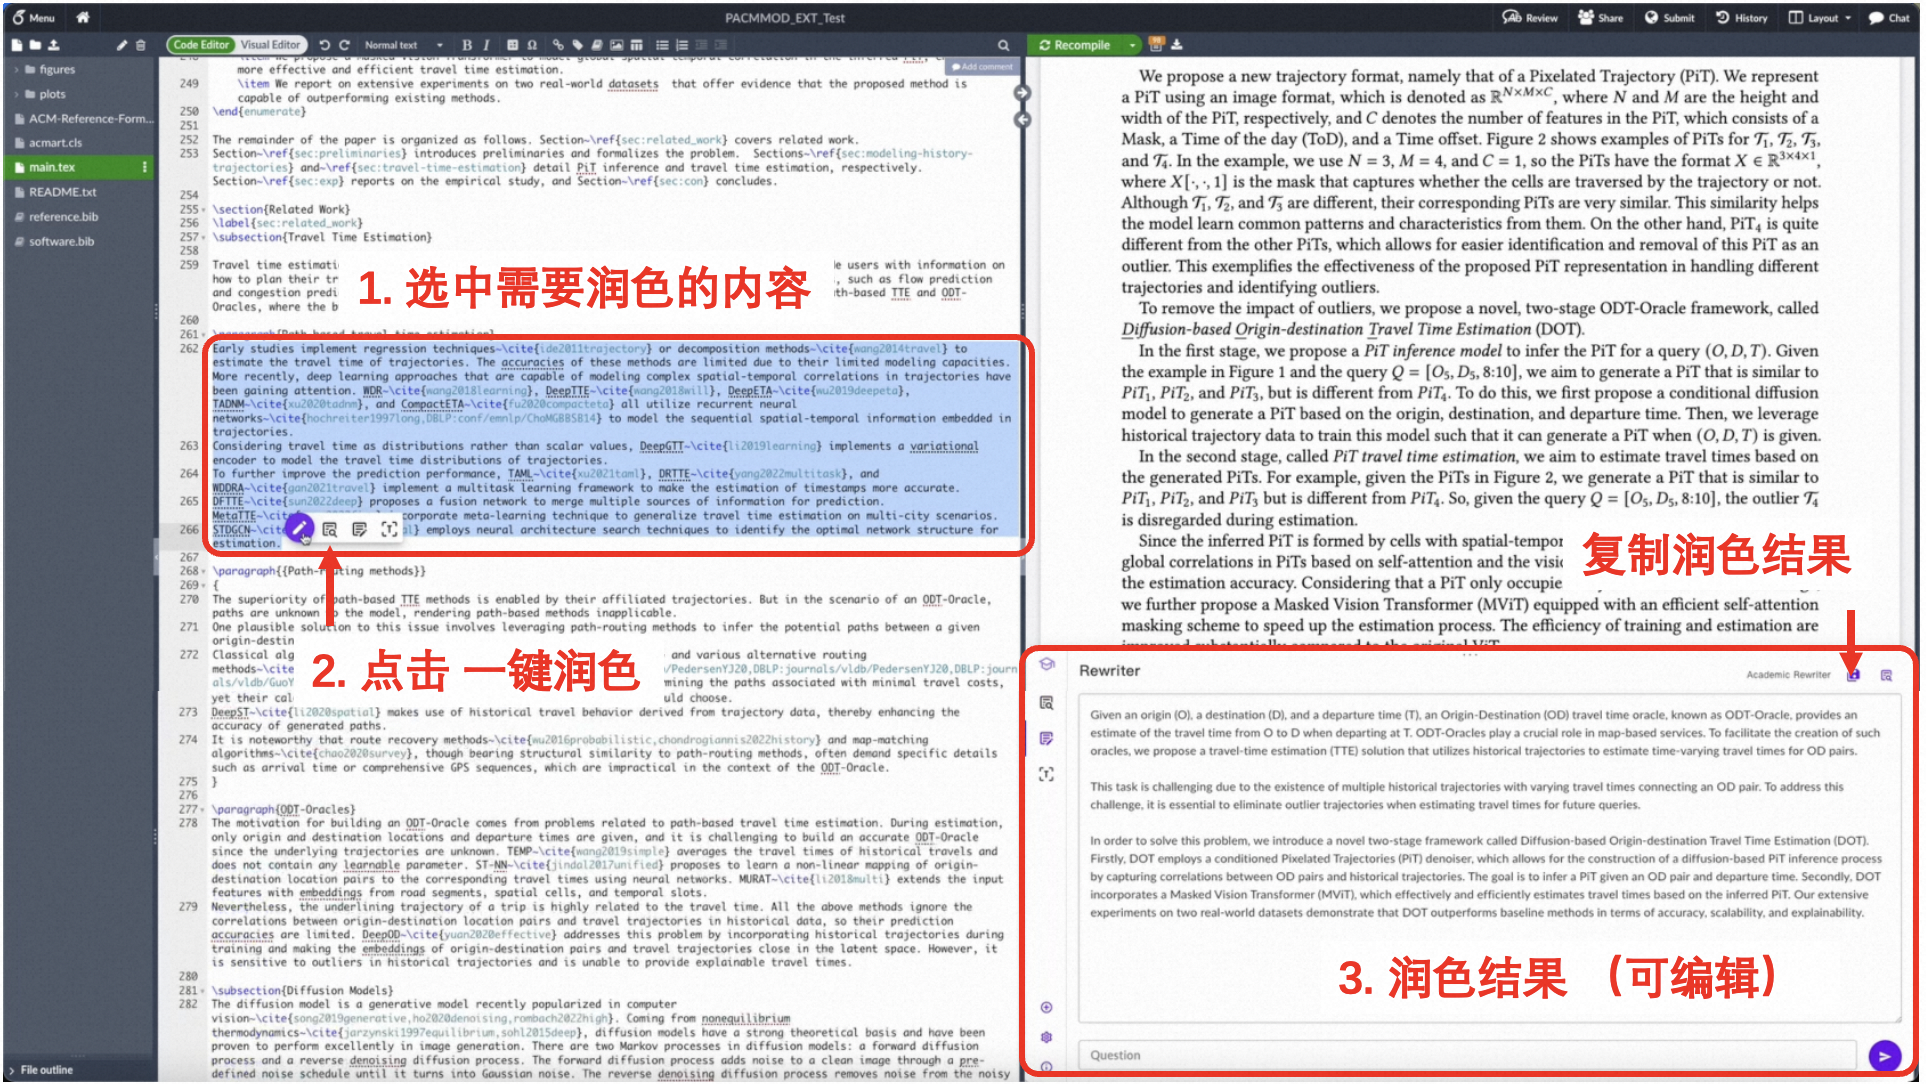 Menu
PACMMOD_EXT_Test
Review Share Submit History Layout Chat
Code Editor Visual Editor Normal text B I Ω
Recompile
Add comment
figures
plots
ACM-Reference-Form...
acmart.cls
main.tex
README.txt
reference.bib
software.bib
File outline
more effective and efficient travel time estimation.
249 \item We report on extensive experiments on two real-world datasets that offer evidence that the proposed method is
capable of outperforming existing methods.
250 \end{enumerate}
251
252 The remainder of the paper is organized as follows. Section~\ref{sec:related_work} covers related work.
253 Section~\ref{sec:preliminaries} introduces preliminaries and formalizes the problem. Sections~\ref{sec:modeling-history-
trajectories} and~\ref{sec:travel-time-estimation} detail PiT inference and travel time estimation, respectively.
Section~\ref{sec:exp} reports on the empirical study, and Section~\ref{sec:con} concludes.
254
255 \section{Related Work}
256 \label{sec:related_work}
257 \subsection{Travel Time Estimation}
258
259 Travel time estimati
e users with information on
how to plan their tr
, such as flow prediction
and congestion predi
th-based TTE and ODT-
Oracles, where the b
1. 选中需要润色的内容
260
261 \paragraph{Path-based travel time estimation}
262 Early studies implement regression techniques~\cite{ide2011trajectory} or decomposition methods~\cite{wang2014travel} to
estimate the travel time of trajectories. The accuracies of these methods are limited due to their limited modeling capacities.
More recently, deep learning approaches that are capable of modeling complex spatial-temporal correlations in trajectories have
been gaining attention. WDR~\cite{wang2018learning}, DeepTTE~\cite{wang2018will}, DeepETA~\cite{wu2019deepeta},
TADNM~\cite{xu2020tadnm}, and CompactETA~\cite{fu2020compacteta} all utilize recurrent neural
networks~\cite{hochreiter1997long,DBLP:conf/emnlp/ChoMGBBSB14} to model the sequential spatial-temporal information embedded in
trajectories.
263 Considering travel time as distributions rather than scalar values, DeepGTT~\cite{li2019learning} implements a variational
encoder to model the travel time distributions of trajectories.
264 To further improve the prediction performance, TAML~\cite{xu2021taml}, DRTTE~\cite{yang2022multitask}, and
WDDRA~\cite{gan2021travel} implement a multitask learning framework to make the estimation of timestamps more accurate.
265 DFTTE~\cite{sun2022deep} proposes a fusion network to merge multiple sources of information for prediction.
MetaTTE~\cit
corporate meta-learning technique to generalize travel time estimation on multi-city scenarios.
266 STDGCN~\cite
al} employs neural architecture search techniques to identify the optimal network structure for
estimation.
267
268 \paragraph{{Path-routing methods}}
269 {
270 The superiority of path-based TTE methods is enabled by their affiliated trajectories. But in the scenario of an ODT-Oracle,
paths are unknown to the model, rendering path-based methods inapplicable.
271 One plausible solution to this issue involves leveraging path-routing methods to infer the potential paths between a given
origin-destin
272 Classical alg
and various alternative routing
methods~\cite
/PedersenYJ20,DBLP:journals/vldb/PedersenYJ20,DBLP:journ
als/vldb/GuoY
mining the paths associated with minimal travel costs,
yet their cal
uld choose.
2. 点击 一键润色
273 DeepST~\cite{li2020spatial} makes use of historical travel behavior derived from trajectory data, thereby enhancing the
accuracy of generated paths.
274 It is noteworthy that route recovery methods~\cite{wu2016probabilistic,chondrogiannis2022history} and map-matching
algorithms~\cite{chao2020survey}, though bearing structural similarity to path-routing methods, often demand specific details
such as arrival time or comprehensive GPS sequences, which are impractical in the context of the ODT-Oracle.
275 }
276
277 \paragraph{ODT-Oracles}
278 The motivation for building an ODT-Oracle comes from problems related to path-based travel time estimation. During estimation,
only origin and destination locations and departure times are given, and it is challenging to build an accurate ODT-Oracle
since the underlying trajectories are unknown. TEMP~\cite{wang2019simple} averages the travel times of historical travels and
does not contain any learnable parameter. ST-NN~\cite{jindal2017unified} proposes to learn a non-linear mapping of origin-
destination location pairs to the corresponding travel times using neural networks. MURAT~\cite{li2018multi} extends the input
features with embeddings from road segments, spatial cells, and temporal slots.
279 Nevertheless, the underlining trajectory of a trip is highly related to the travel time. All the above methods ignore the
correlations between origin-destination location pairs and travel trajectories in historical data, so their prediction
accuracies are limited. DeepOD~\cite{yuan2020effective} addresses this problem by incorporating historical trajectories during
training and making the embeddings of origin-destination pairs and travel trajectories close in the latent space. However, it
is sensitive to outliers in historical trajectories and is unable to provide explainable travel times.
280
281 \subsection{Diffusion Models}
282 The diffusion model is a generative model recently popularized in computer
vision~\cite{song2019generative,ho2020denoising,rombach2022high}. Coming from nonequilibrium
thermodynamics~\cite{jarzynski1997equilibrium,sohl2015deep}, diffusion models have a strong theoretical basis and have been
proven to perform excellently in image generation. There are two Markov processes in diffusion models: a forward diffusion
process and a reverse denoising diffusion process. The forward diffusion process adds noise to a clean image through a pre-
defined noise schedule until it turns into Gaussian noise. The reverse denoising diffusion process removes noise from the noisy
We propose a new trajectory format, namely that of a Pixelated Trajectory (PiT). We represent
a PiT using an image format, which is denoted as ℝ^{N×M×C}, where N and M are the height and
width of the PiT, respectively, and C denotes the number of features in the PiT, which consists of a
Mask, a Time of the day (ToD), and a Time offset. Figure 2 shows examples of PiTs for 𝒯₁, 𝒯₂, 𝒯₃,
and 𝒯₄. In the example, we use N = 3, M = 4, and C = 1, so the PiTs have the format X ∈ ℝ^{3×4×1},
where X[·, ·, 1] is the mask that captures whether the cells are traversed by the trajectory or not.
Although 𝒯₁, 𝒯₂, and 𝒯₃ are different, their corresponding PiTs are very similar. This similarity helps
the model learn common patterns and characteristics from them. On the other hand, PiT₄ is quite
different from the other PiTs, which allows for easier identification and removal of this PiT as an
outlier. This exemplifies the effectiveness of the proposed PiT representation in handling different
trajectories and identifying outliers.
To remove the impact of outliers, we propose a novel, two-stage ODT-Oracle framework, called
Diffusion-based Origin-destination Travel Time Estimation (DOT).
In the first stage, we propose a PiT inference model to infer the PiT for a query (O, D, T). Given
the example in Figure 1 and the query Q = [O₅, D₅, 8:10], we aim to generate a PiT that is similar to
PiT₁, PiT₂, and PiT₃, but is different from PiT₄. To do this, we first propose a conditional diffusion
model to generate a PiT based on the origin, destination, and departure time. Then, we leverage
historical trajectory data to train this model such that it can generate a PiT when (O, D, T) is given.
In the second stage, called PiT travel time estimation, we aim to estimate travel times based on
the generated PiTs. For example, given the PiTs in Figure 2, we generate a PiT that is similar to
PiT₁, PiT₂, and PiT₃ but is different from PiT₄. So, given the query Q = [O₅, D₅, 8:10], the outlier 𝒯₄
is disregarded during estimation.
Since the inferred PiT is formed by cells with spatial-tempor
global correlations in PiTs based on self-attention and the visi
the estimation accuracy. Considering that a PiT only occupie
we further propose a Masked Vision Transformer (MViT) equipped with an efficient self-attention
masking scheme to speed up the estimation process. The efficiency of training and estimation are
improved substantially compared to the original ViT.
复制润色结果
Rewriter
Academic Rewriter
Given an origin (O), a destination (D), and a departure time (T), an Origin-Destination (OD) travel time oracle, known as ODT-Oracle, provides an
estimate of the travel time from O to D when departing at T. ODT-Oracles play a crucial role in map-based services. To facilitate the creation of such
oracles, we propose a travel-time estimation (TTE) solution that utilizes historical trajectories to estimate time-varying travel times for OD pairs.
This task is challenging due to the existence of multiple historical trajectories with varying travel times connecting an OD pair. To address this
challenge, it is essential to eliminate outlier trajectories when estimating travel times for future queries.
In order to solve this problem, we introduce a novel two-stage framework called Diffusion-based Origin-destination Travel Time Estimation (DOT).
Firstly, DOT employs a conditioned Pixelated Trajectories (PiT) denoiser, which allows for the construction of a diffusion-based PiT inference process
by capturing correlations between OD pairs and historical trajectories. The goal is to infer a PiT given an OD pair and departure time. Secondly, DOT
incorporates a Masked Vision Transformer (MViT), which effectively and efficiently estimates travel times based on the inferred PiT. Our extensive
experiments on two real-world datasets demonstrate that DOT outperforms baseline methods in terms of accuracy, scalability, and explainability.
3. 润色结果 （可编辑）
Question